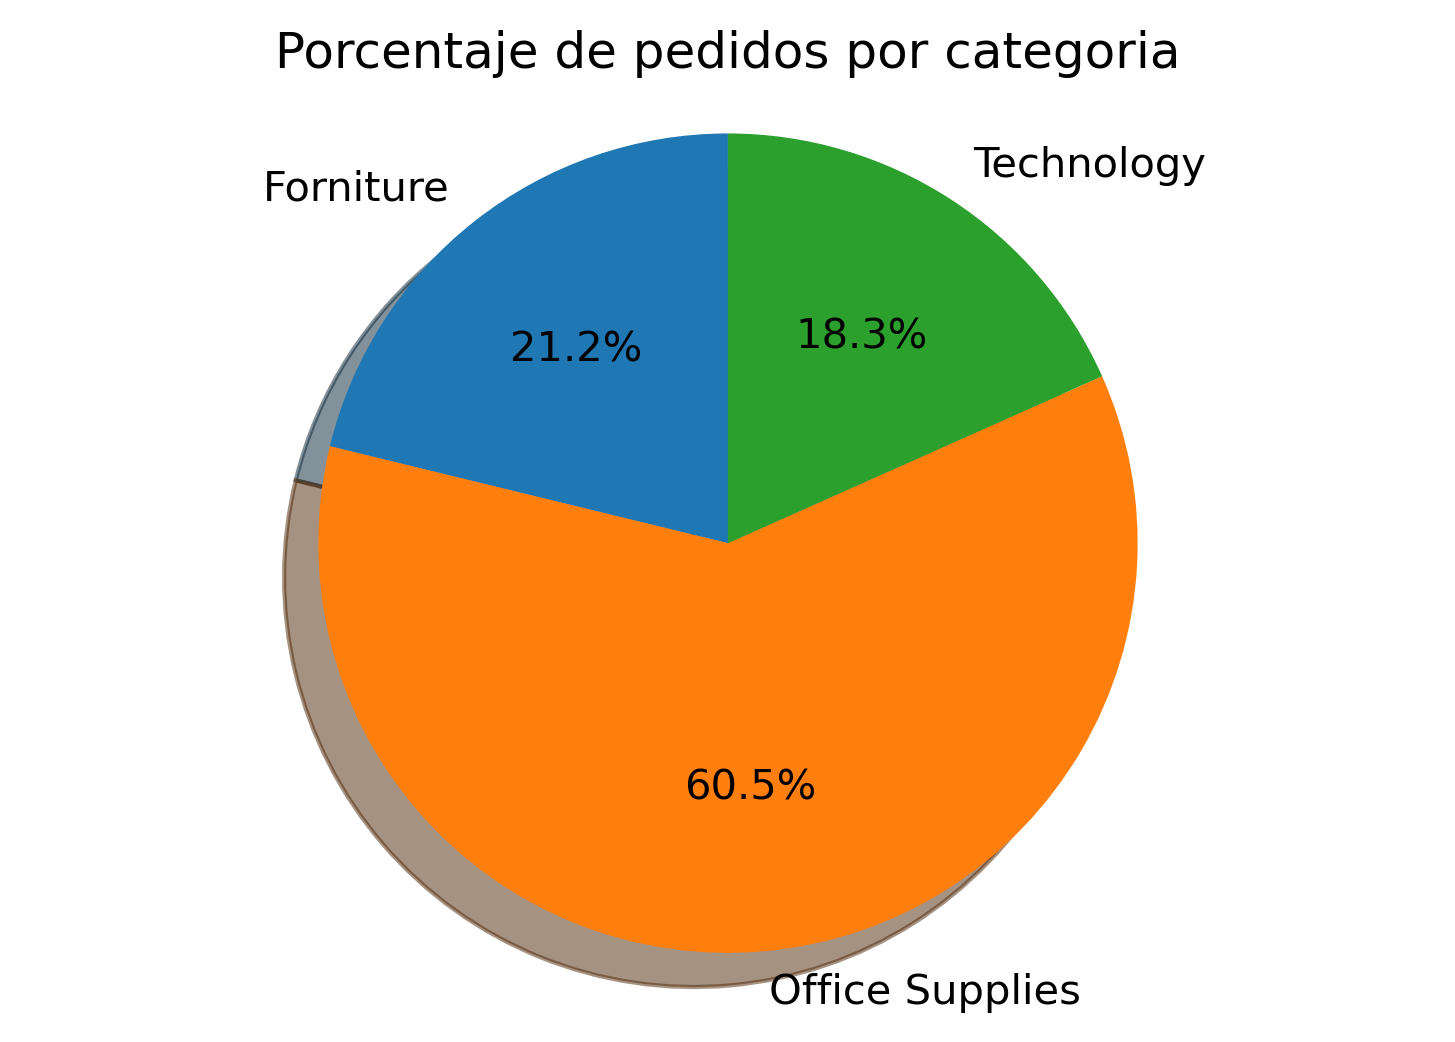 Porcentaje de pedidos por categoria
Technology
Forniture
18.3%
21.2%
60.5%
Office Supplies